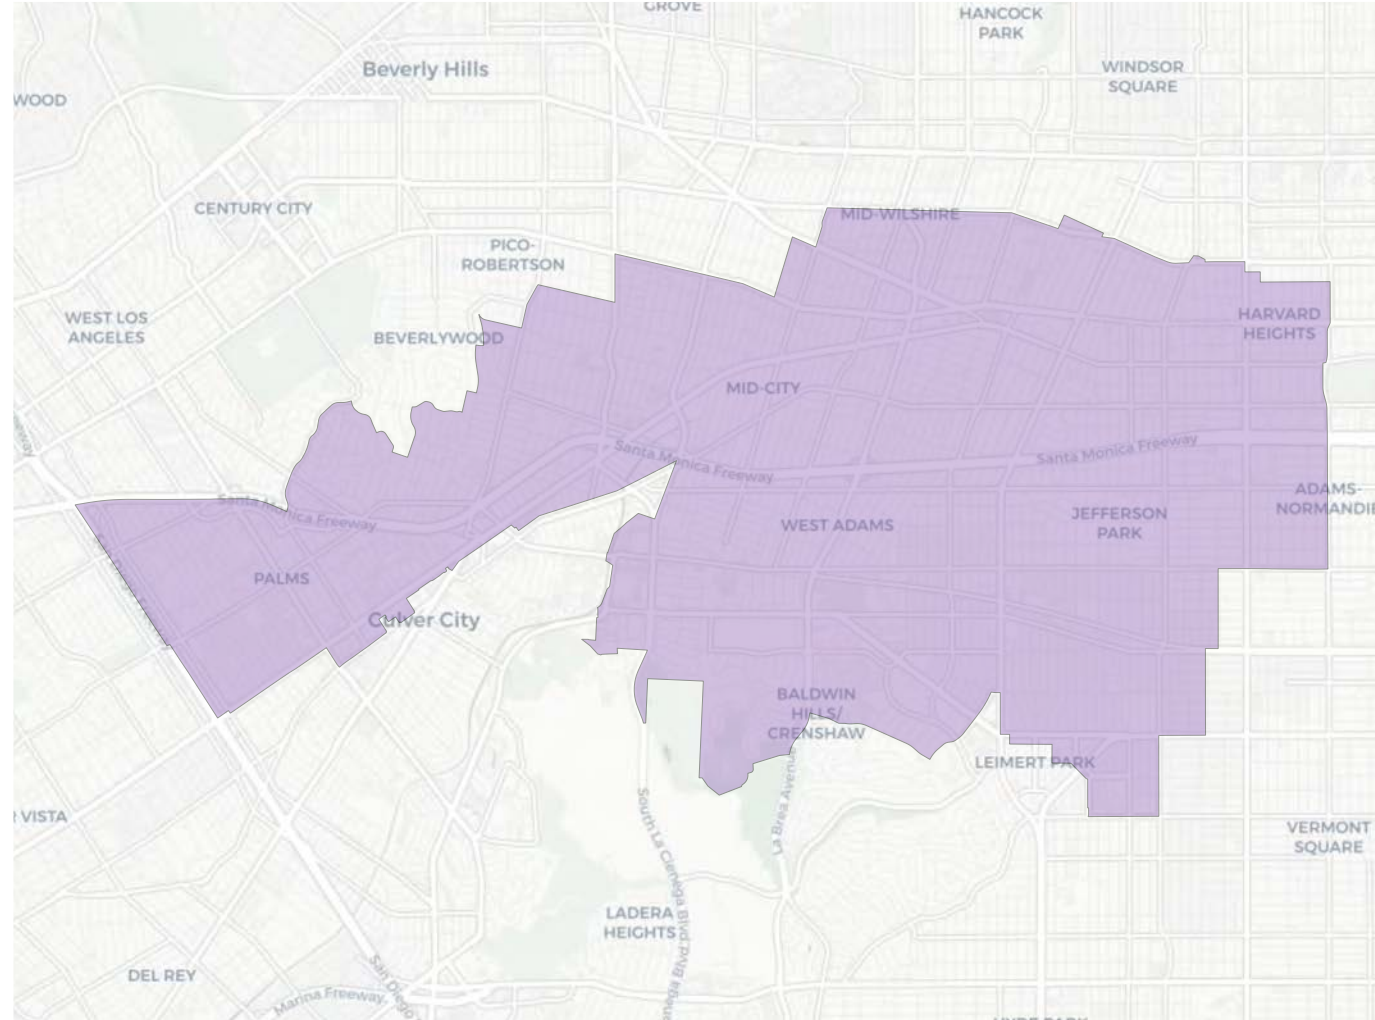 GROVE
HANCOCK
PARK
Beverly Hills
WINDSOR
SQUARE
WOOD
CENTURY CITY
MID-WILSHIRE
PICO-
ROBERTSON
WEST LOS
ANGELES
BEVERLYWOOD
HARVARD
HEIGHTS
MID-CITY
Santa Monica Freeway
Santa Monica Freeway
Santa Monica Freeway
ADAMS-
NORMANDIE
WEST ADAMS
JEFFERSON
PARK
PALMS
Culver City
BALDWIN
HILLS/
CRENSHAW
LEIMERT PARK
La Brea Avenue
South La Cienega Blvd
VISTA
VERMONT
SQUARE
LADERA
HEIGHTS
DEL REY
San Diego
Marina Freeway
HYDE PARK